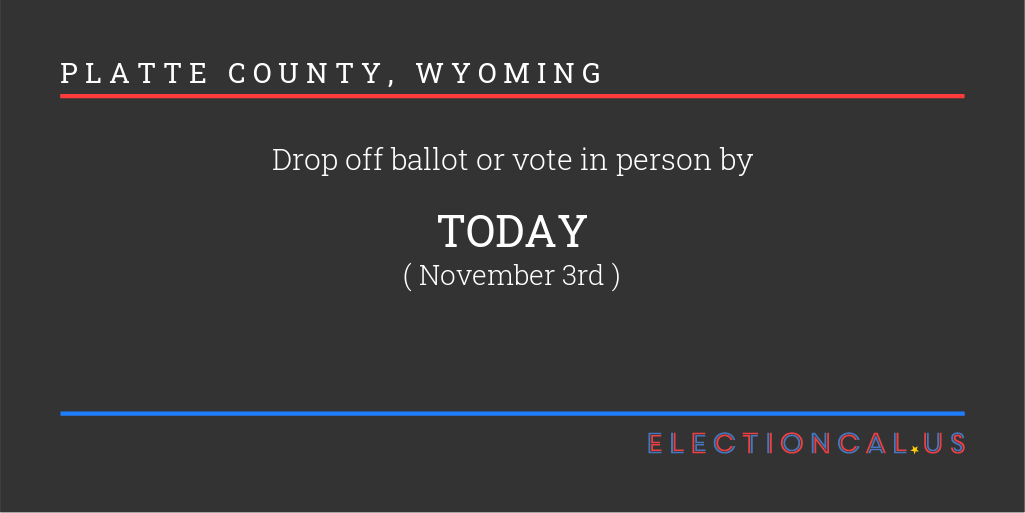 PLATTE COUNTY, WYOMING
Drop off ballot or vote in person by
TODAY
( November 3rd )
ELECTIONCAL.US